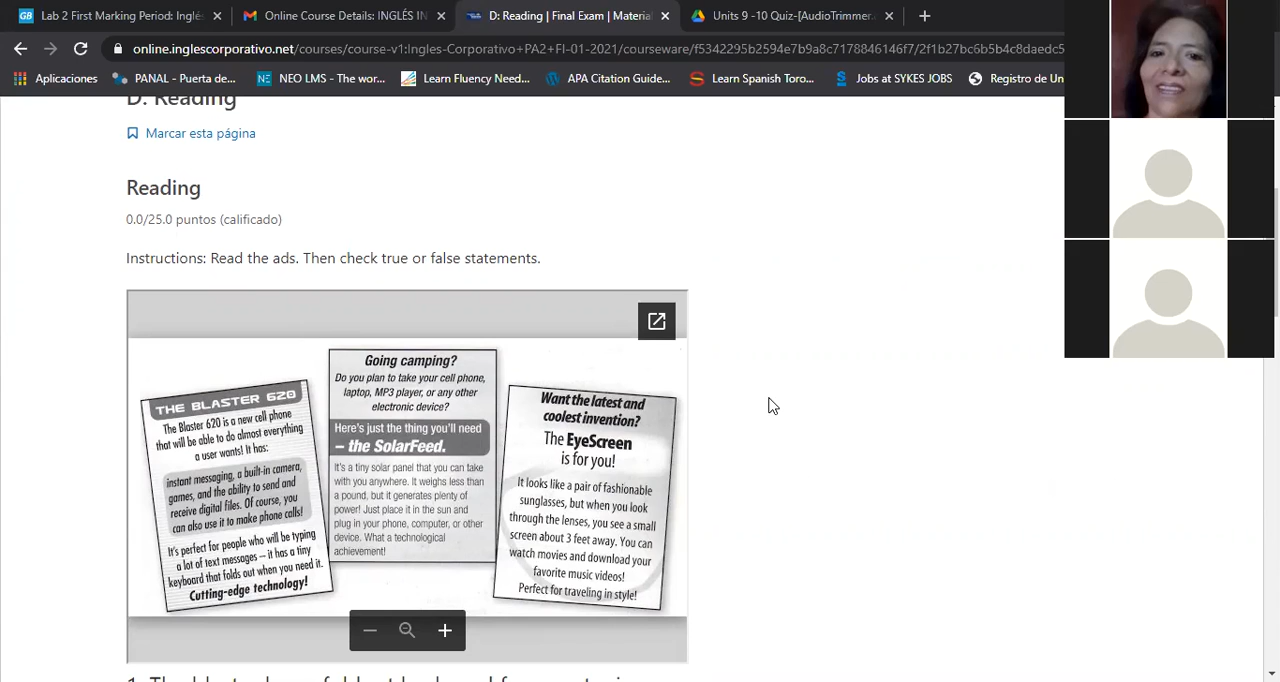 Lab 2 First Marking Period: Inglés
Online Course Details: INGLÉS IN
D: Reading | Final Exam | Material
Units 9 -10 Quiz-[AudioTrimmer.c
online.inglescorporativo.net/courses/course-v1:Ingles-Corporativo+PA2+FI-01-2021/courseware/f5342295b2594e7b9a8c7178846146f7/2f1b27bc6b5b4c8daedc5
Aplicaciones
PANAL - Puerta de...
NEO LMS - The wor...
Learn Fluency Need...
APA Citation Guide...
Learn Spanish Toro...
Jobs at SYKES JOBS
Registro de Un
D. Reading
Marcar esta página
Reading
0.0/25.0 puntos (calificado)
Instructions: Read the ads. Then check true or false statements.
THE BLASTER 620
The Blaster 620 is a new cell phone
that will be able to do almost everything
a user wants! It has:
instant messaging, a built-in camera,
games, and the ability to send and
receive digital files. Of course, you
can also use it to make phone calls!
It's perfect for people who will be typing
a lot of text messages – it has a tiny
keyboard that folds out when you need it.
Cutting-edge technology!
Going camping?
Do you plan to take your cell phone,
laptop, MP3 player, or any other
electronic device?
Here's just the thing you'll need
– the SolarFeed.
It's a tiny solar panel that you can take
with you anywhere. It weighs less than
a pound, but it generates plenty of
power! Just place it in the sun and
plug in your phone, computer, or other
device. What a technological
achievement!
Want the latest and
coolest invention?
The EyeScreen
is for you!
It looks like a pair of fashionable
sunglasses, but when you look
through the lenses, you see a small
screen about 3 feet away. You can
watch movies and download your
favorite music videos!
Perfect for traveling in style!